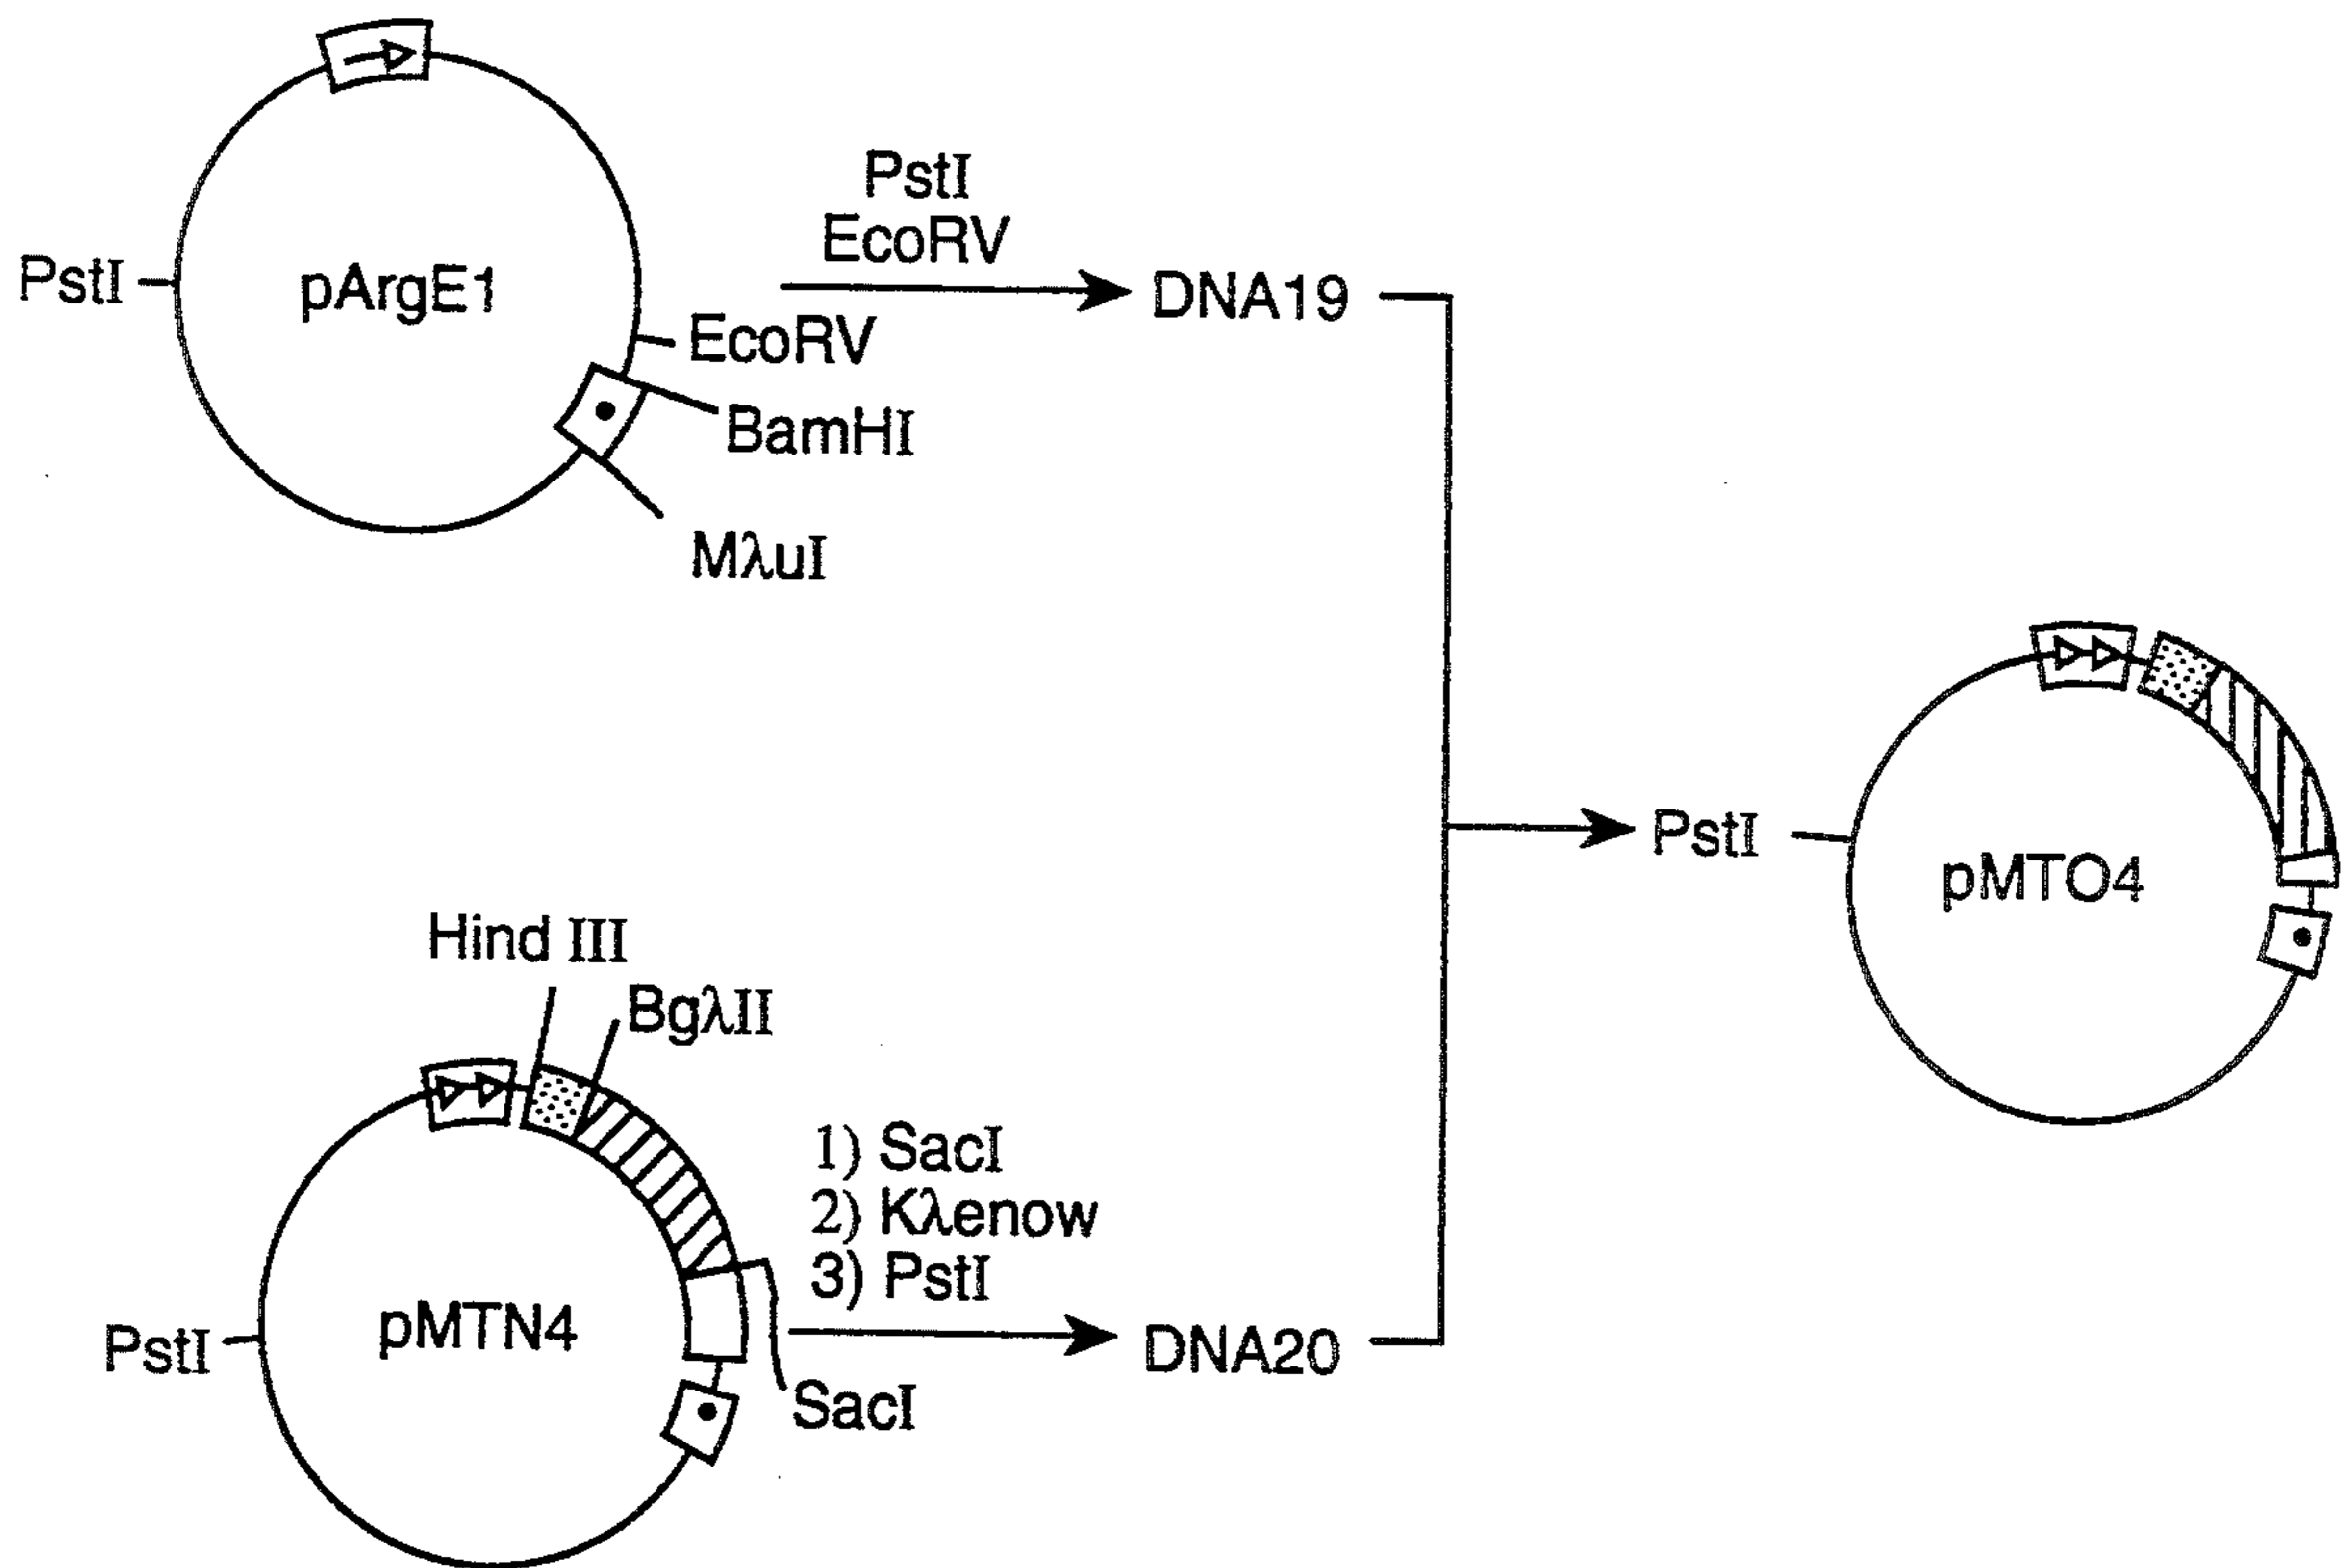 PstI
EcoRV
PstI
pArgE1
DNA19
EcoRV
BamHI
MλuI
PstI
pMTO4
Hind III
BgλII
1) SacI
2) Kλenow
3) PstI
PstI
pMTN4
DNA20
SacI